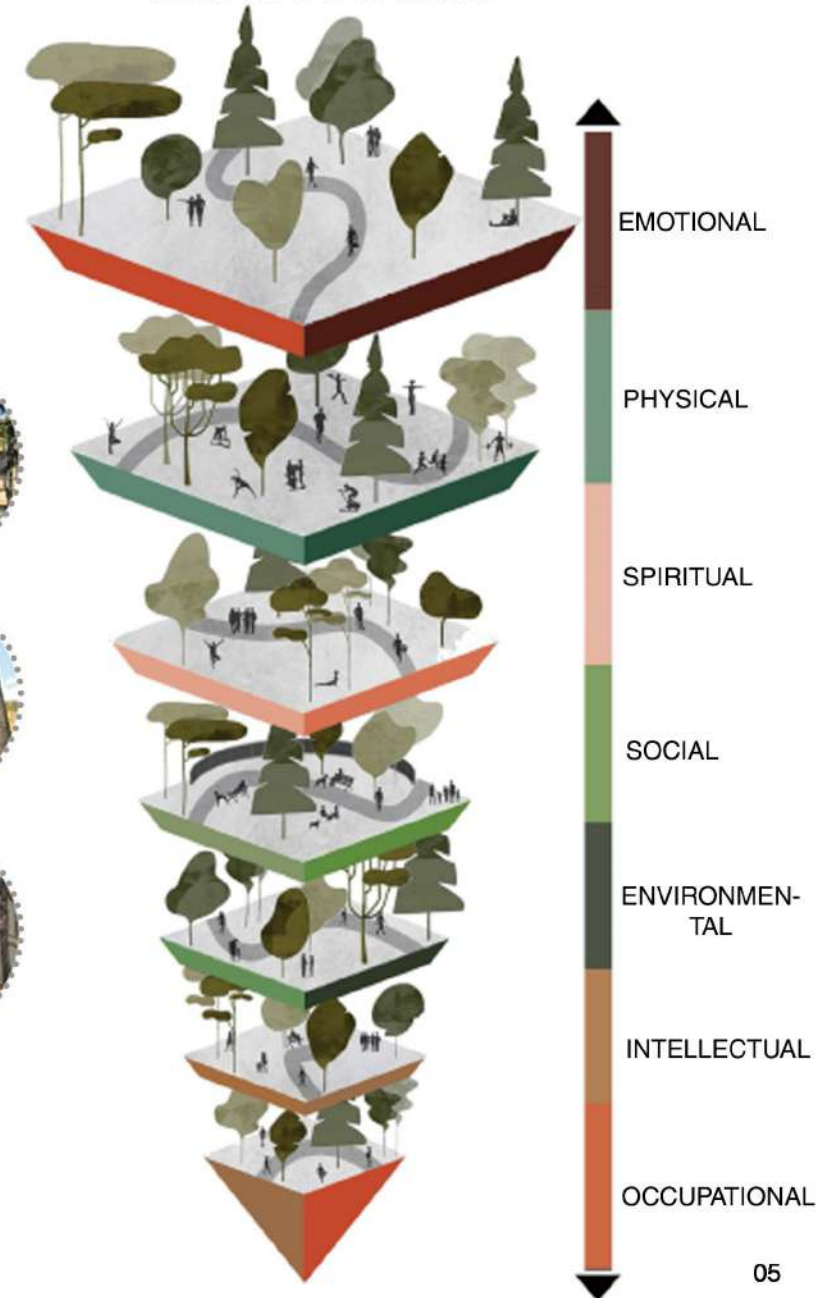 EMOTIONAL
PHYSICAL
SPIRITUAL
SOCIAL
ENVIRONMEN-
TAL
INTELLECTUAL
OCCUPATIONAL
05